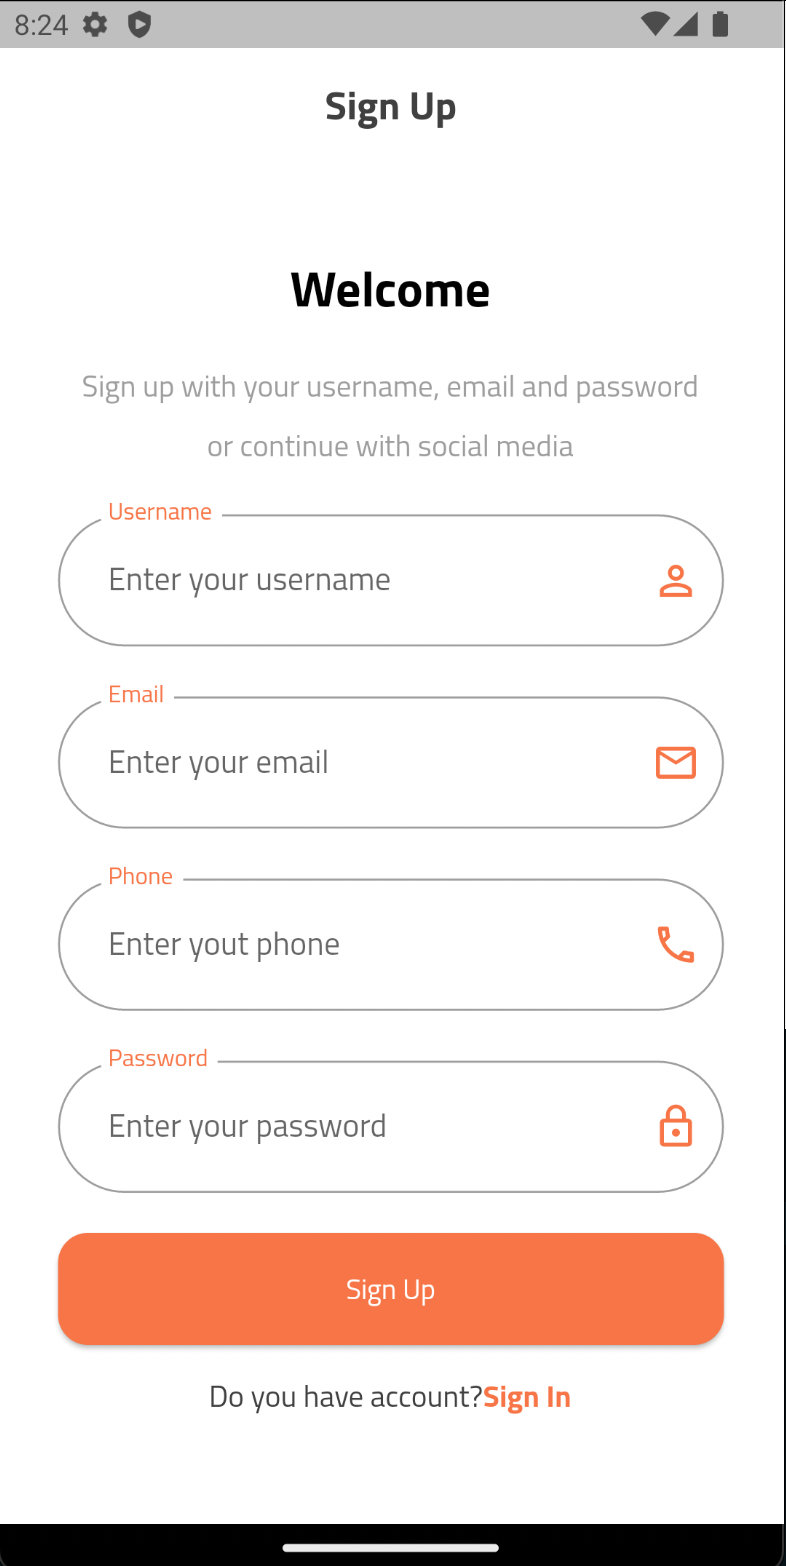 8:24
Sign Up
Welcome
Sign up with your username, email and password
or continue with social media
Username
Enter your username
Email
Enter your email
Phone
Enter yout phone
Password
Enter your password
Sign Up
Do you have account?Sign In